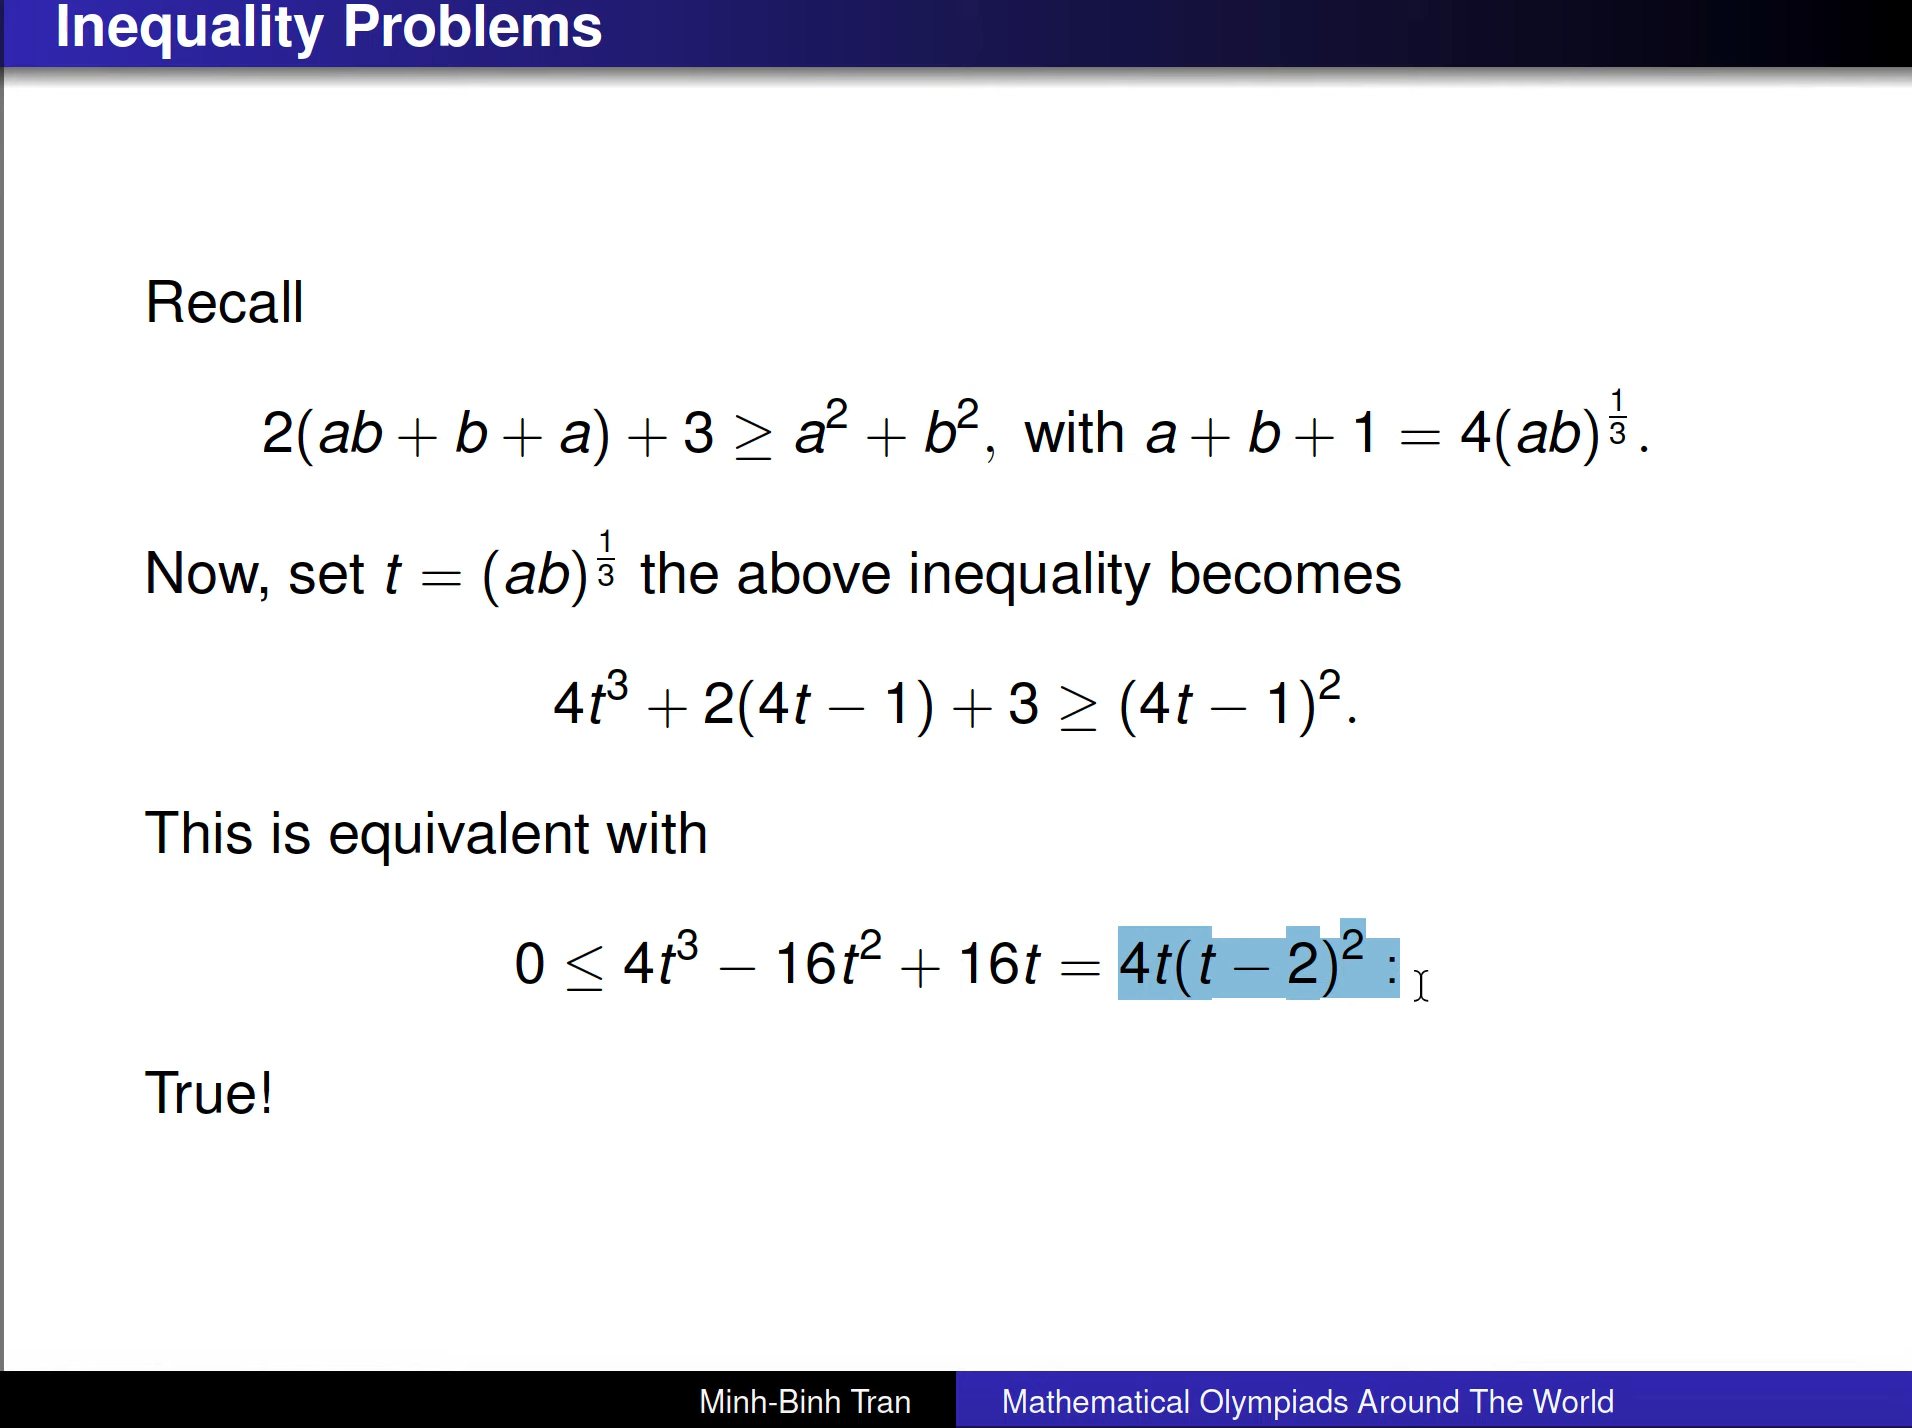 Inequality Problems
Recall
2(ab + b + a) + 3 ≥ a² + b², with a + b + 1 = 4(ab)^{1/3}.
Now, set t = (ab)^{1/3} the above inequality becomes
4t³ + 2(4t − 1) + 3 ≥ (4t − 1)².
This is equivalent with
0 ≤ 4t³ − 16t² + 16t = 4t(t − 2)² :
True!
Minh-Binh Tran Mathematical Olympiads Around The World